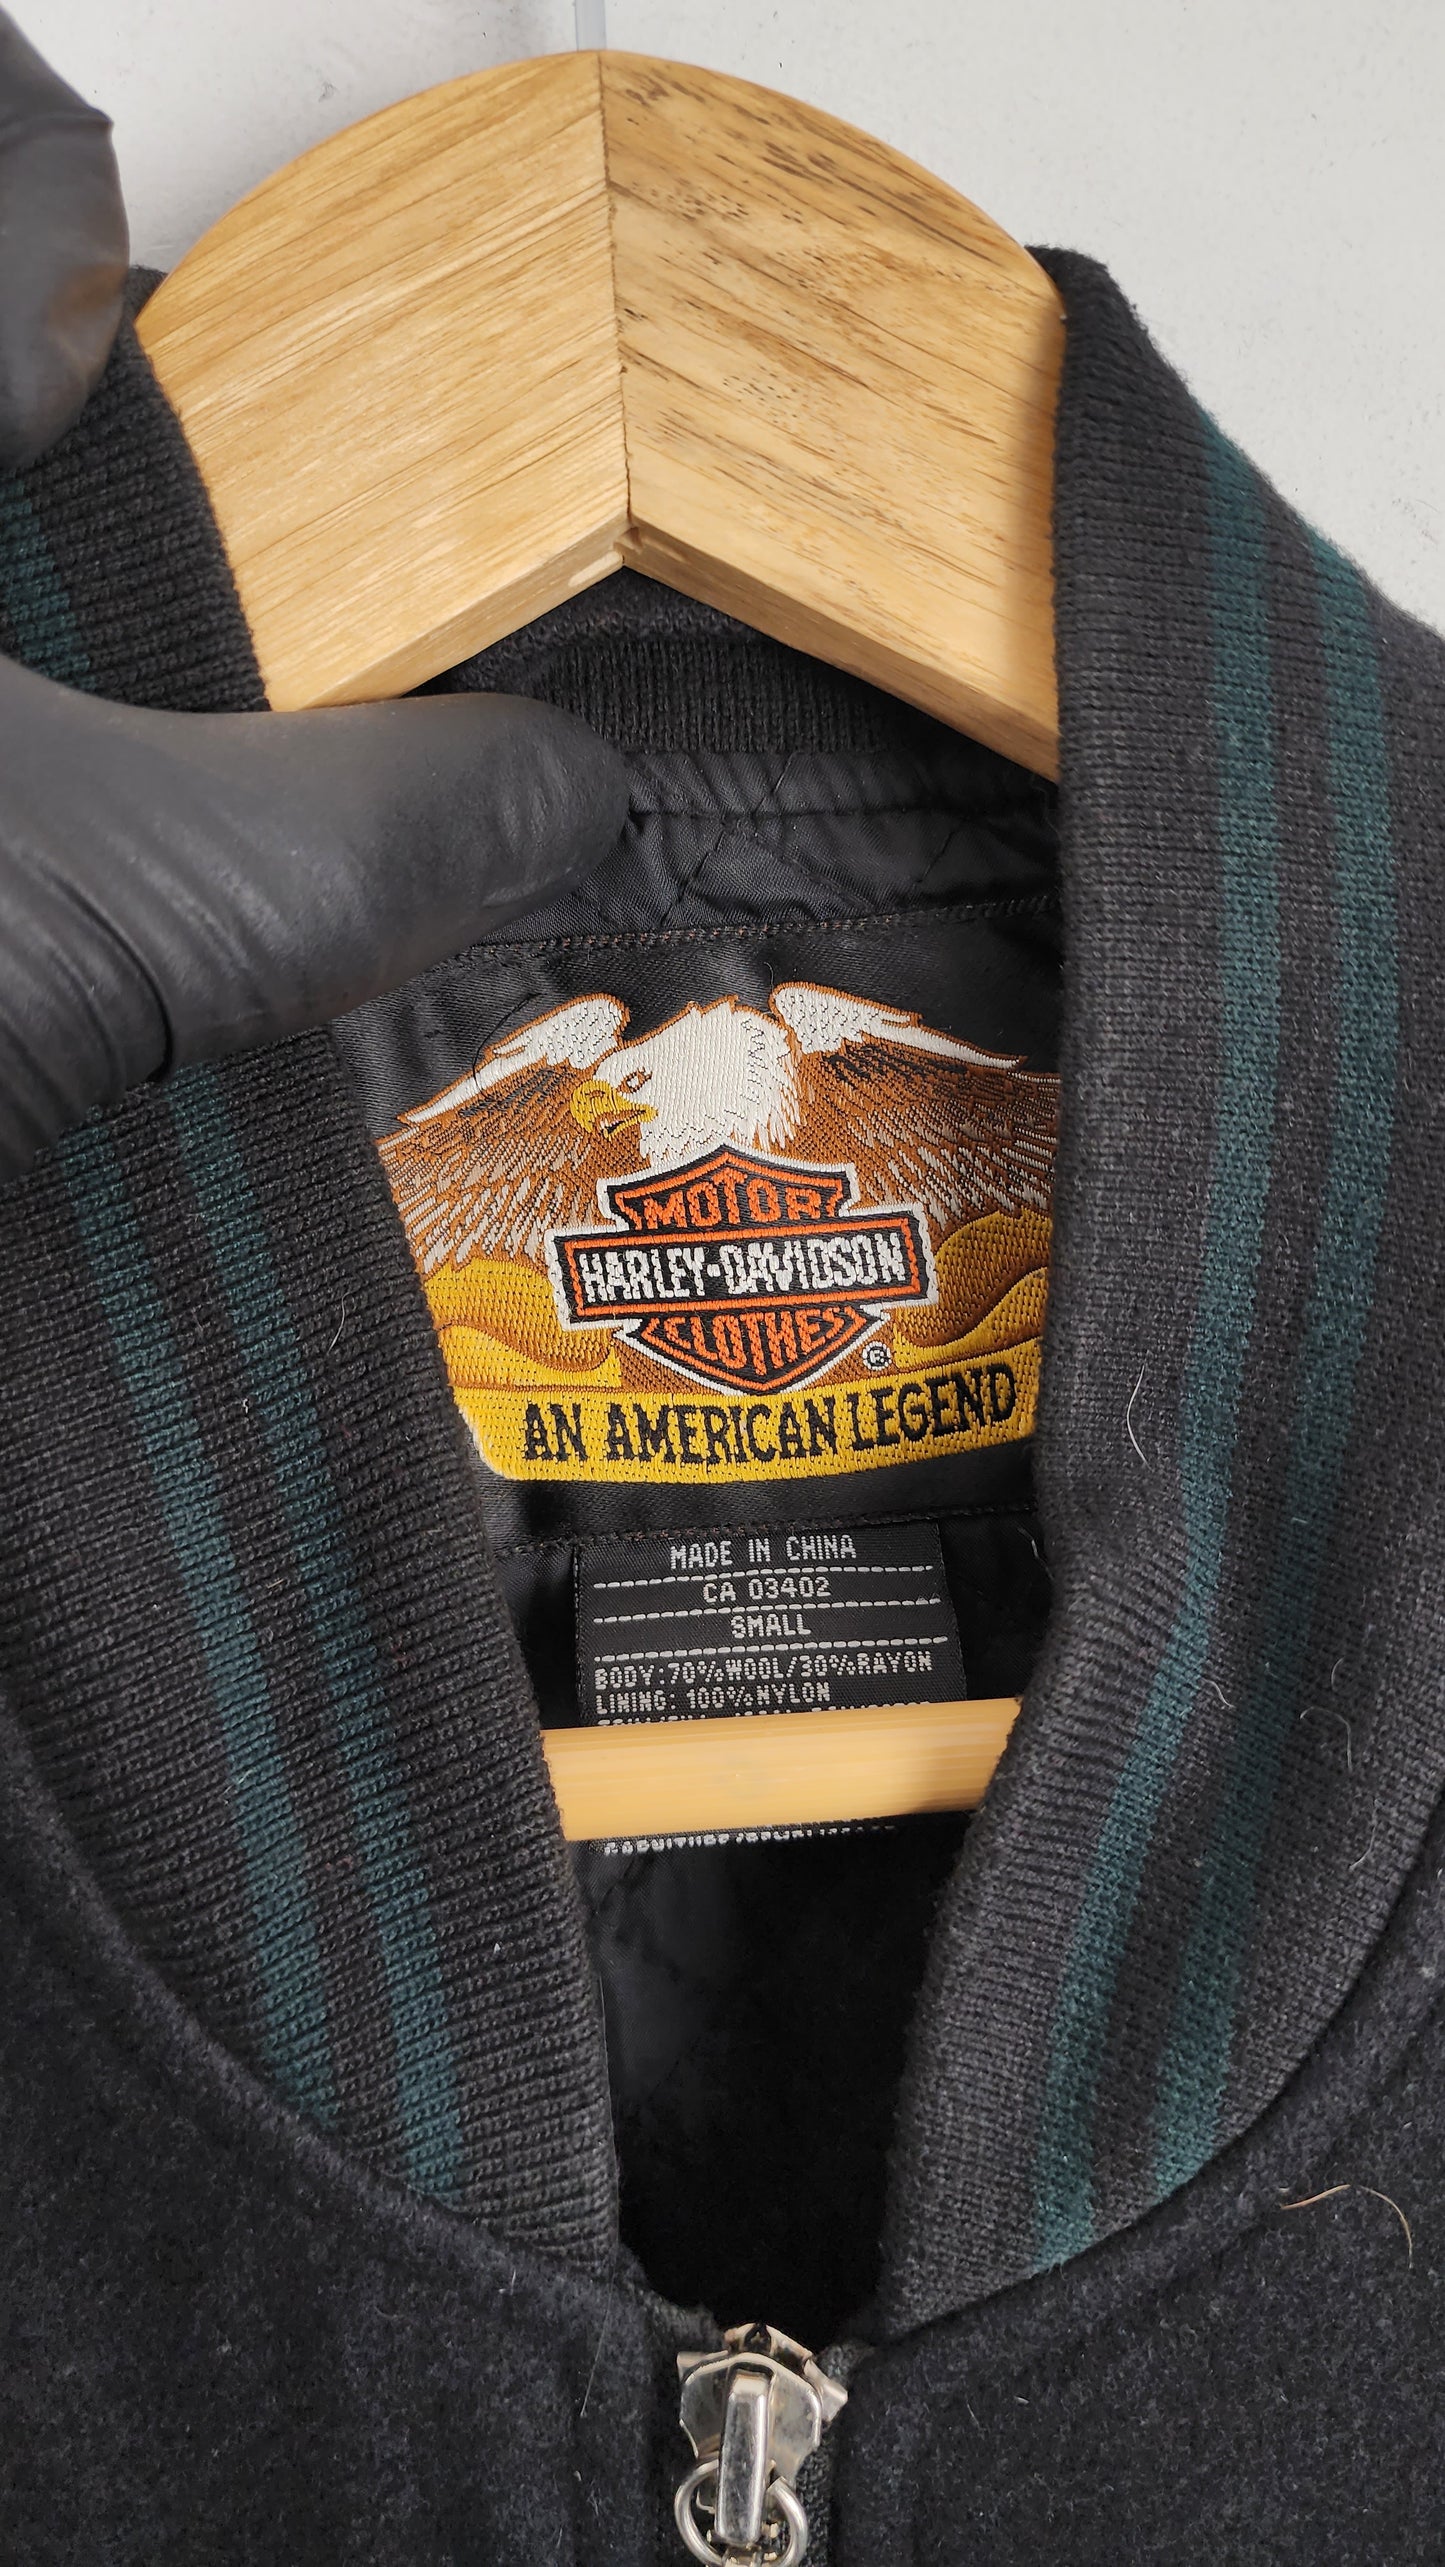 MOTOR
HARLEY-DAVIDSON
CLOTHES
®
AN AMERICAN LEGEND
MADE IN CHINA
CA 03402
SMALL
BODY:70%WOOL/30%RAYON
LINING: 100%NYLON